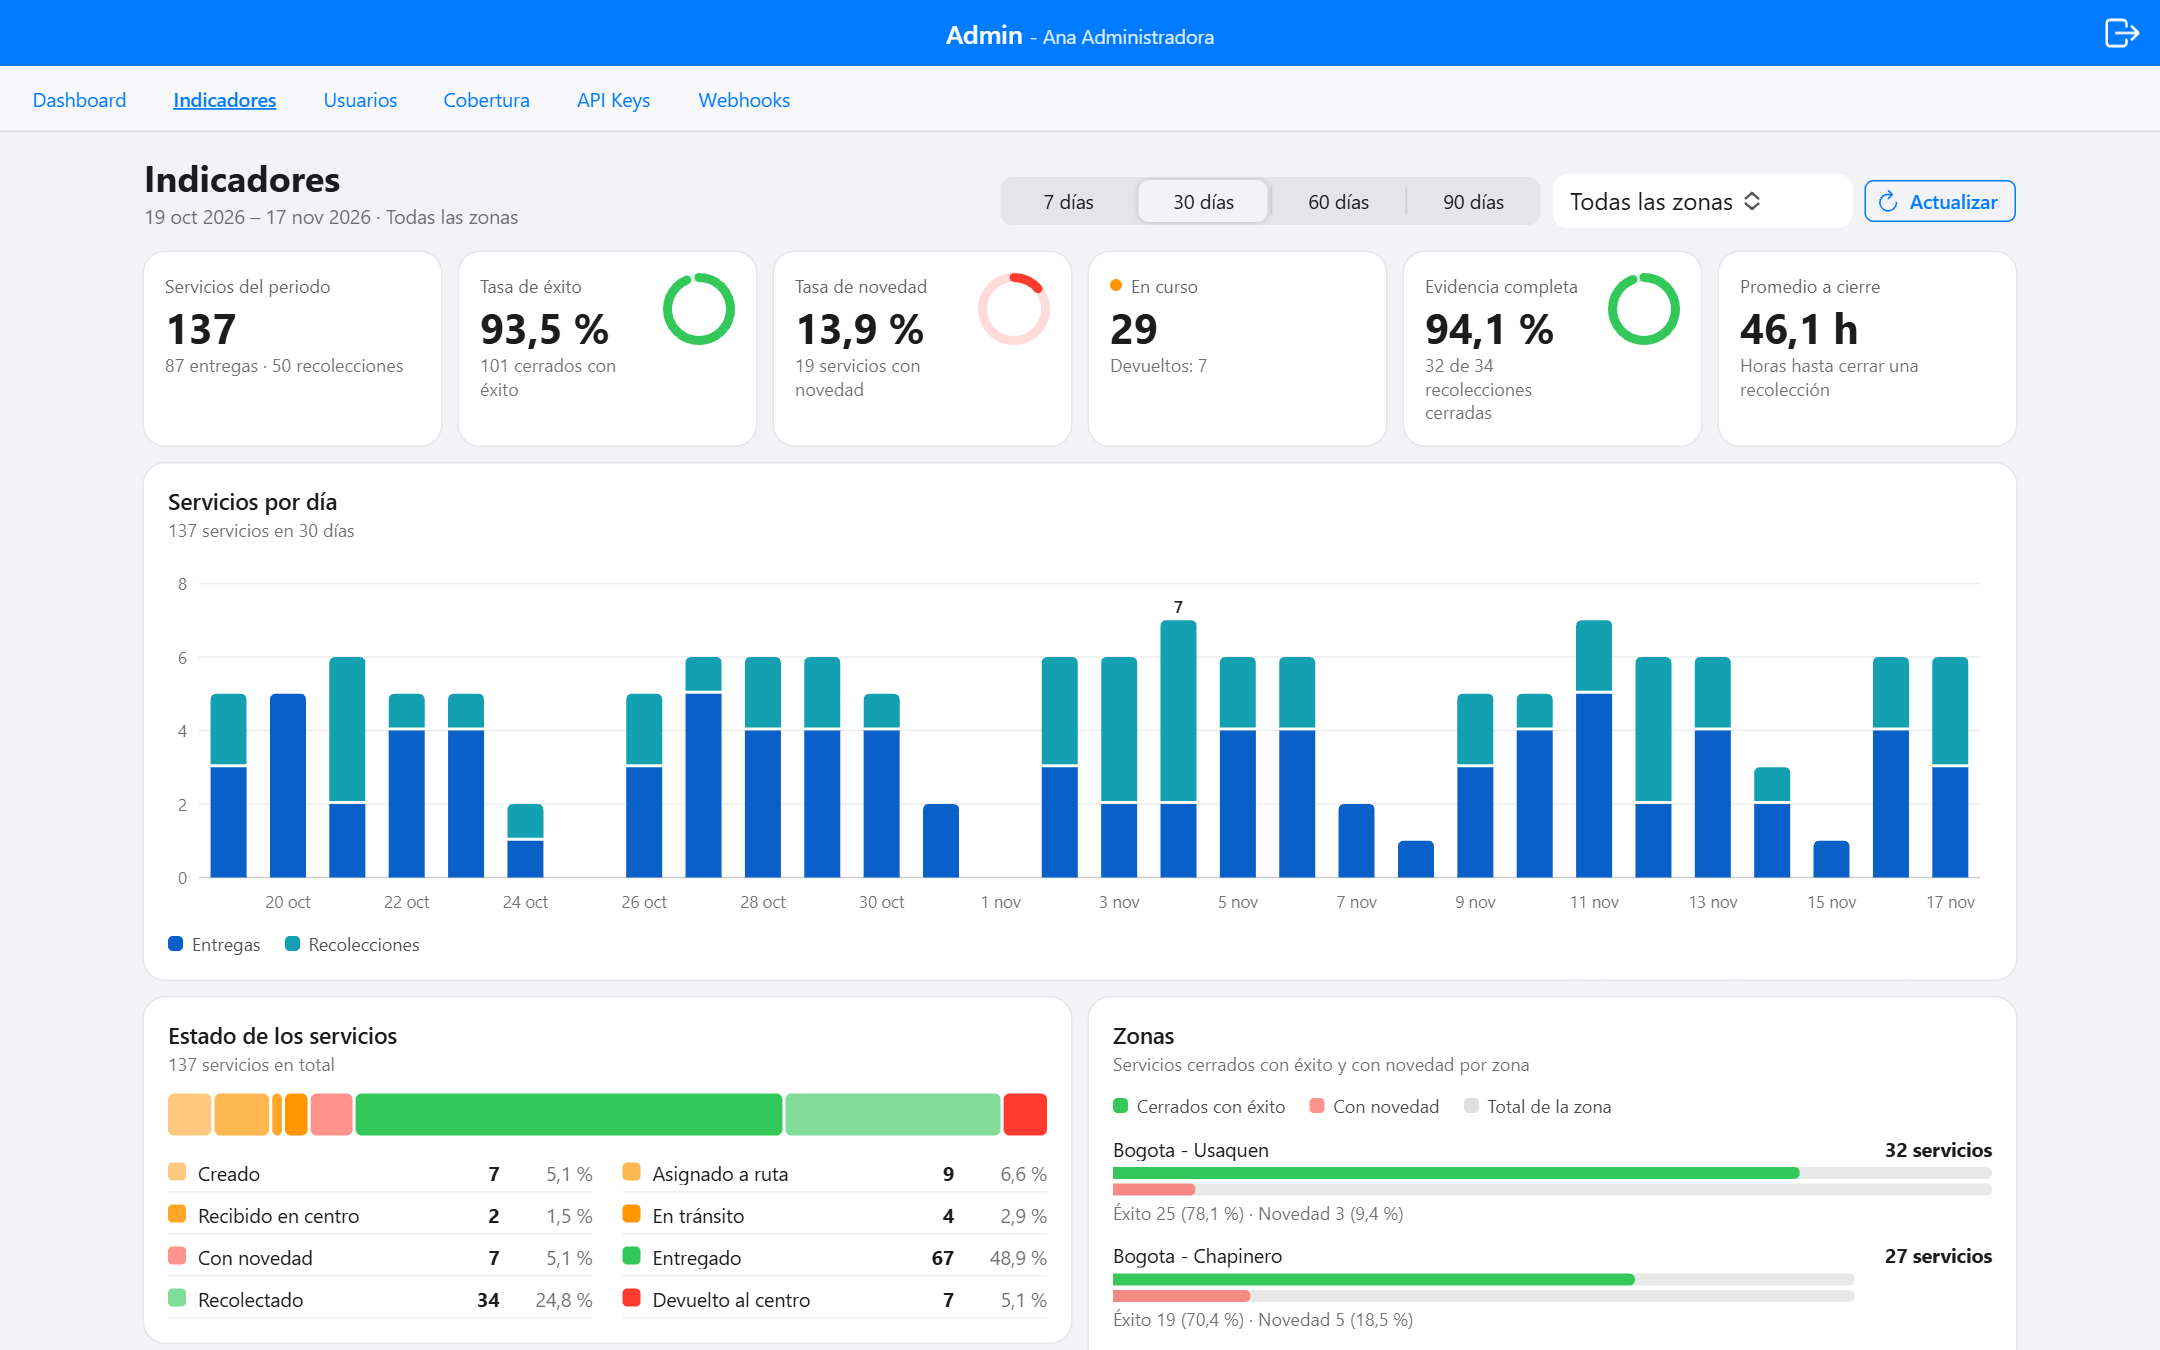 Admin - Ana Administradora
Dashboard Indicadores Usuarios Cobertura API Keys Webhooks
Indicadores
19 oct 2026 – 17 nov 2026 · Todas las zonas
7 días 30 días 60 días 90 días Todas las zonas Actualizar
Servicios del periodo
137
87 entregas · 50 recolecciones
Tasa de éxito
93,5 %
101 cerrados con
éxito
Tasa de novedad
13,9 %
19 servicios con
novedad
En curso
29
Devueltos: 7
Evidencia completa
94,1 %
32 de 34
recolecciones
cerradas
Promedio a cierre
46,1 h
Horas hasta cerrar una
recolección
Servicios por día
137 servicios en 30 días
8
7
6
4
2
0
20 oct 22 oct 24 oct 26 oct 28 oct 30 oct 1 nov 3 nov 5 nov 7 nov 9 nov 11 nov 13 nov 15 nov 17 nov
Entregas Recolecciones
Estado de los servicios
137 servicios en total
Creado 7 5,1 %
Asignado a ruta 9 6,6 %
Recibido en centro 2 1,5 %
En tránsito 4 2,9 %
Con novedad 7 5,1 %
Entregado 67 48,9 %
Recolectado 34 24,8 %
Devuelto al centro 7 5,1 %
Zonas
Servicios cerrados con éxito y con novedad por zona
Cerrados con éxito Con novedad Total de la zona
Bogota - Usaquen 32 servicios
Éxito 25 (78,1 %) · Novedad 3 (9,4 %)
Bogota - Chapinero 27 servicios
Éxito 19 (70,4 %) · Novedad 5 (18,5 %)